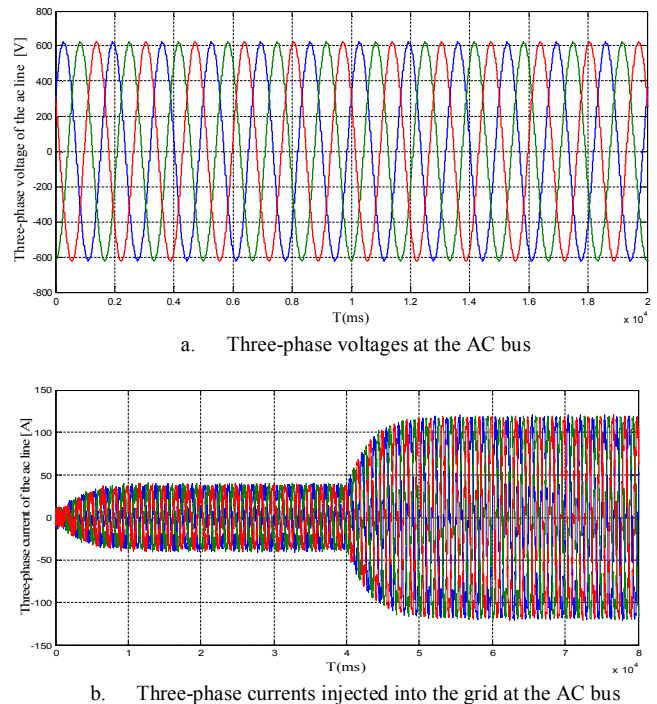 Three-phase voltage of the ac line [V]
800
600
400
200
0
-200
-400
-600
-800
0 0.2 0.4 0.6 0.8 1 1.2 1.4 1.6 1.8 2
T(ms)
x 10^4
a. Three-phase voltages at the AC bus
Three-phase current of the ac line [A]
150
100
50
0
-50
-100
-150
0 1 2 3 4 5 6 7 8
T(ms)
x 10^4
b. Three-phase currents injected into the grid at the AC bus